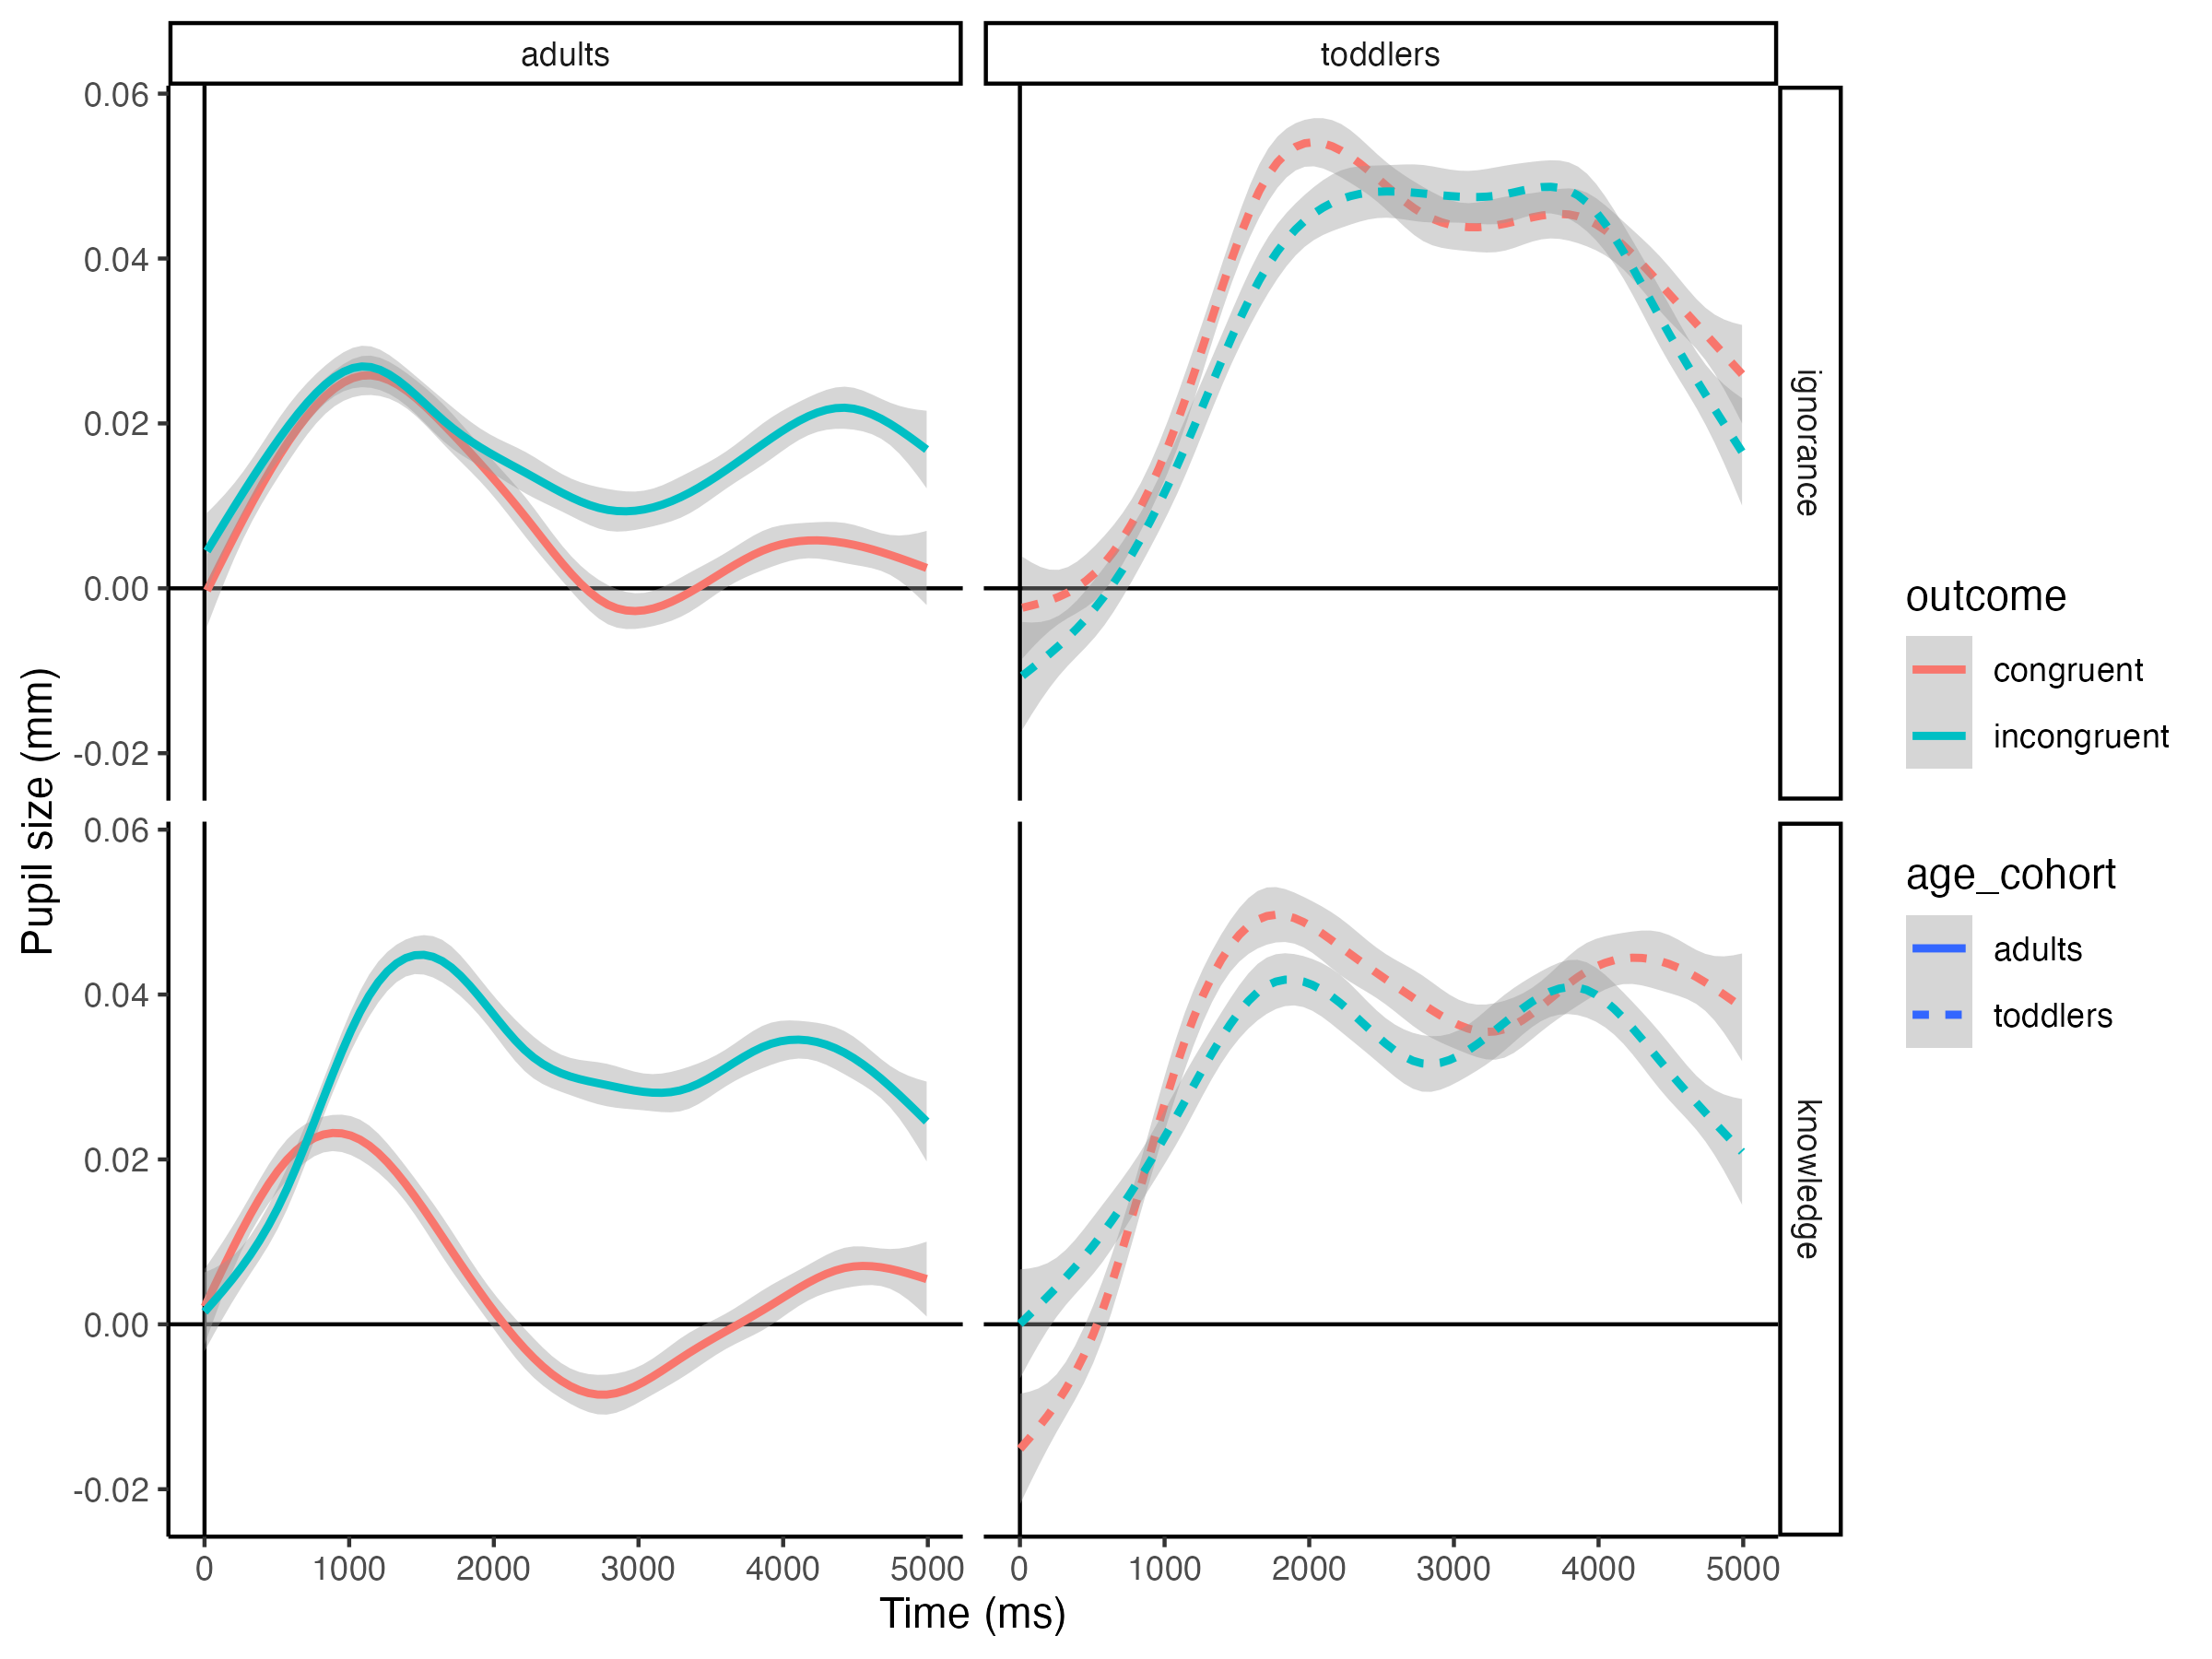 adults
toddlers
0.06
0.04
0.02
0.00
-0.02
ignorance
0.06
0.04
0.02
0.00
-0.02
knowledge
Pupil size (mm)
0 1000 2000 3000 4000 5000
0 1000 2000 3000 4000 5000
Time (ms)
outcome
congruent
incongruent
age_cohort
adults
toddlers